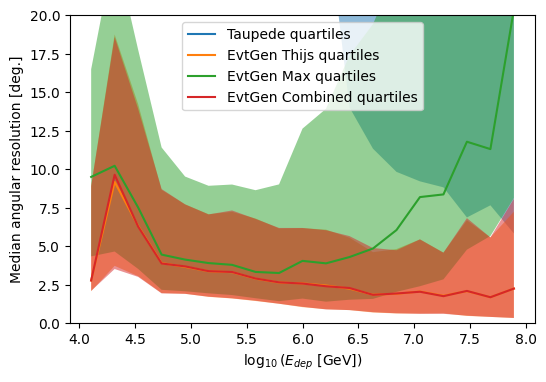 Median angular resolution [deg.]
20.0
17.5
15.0
12.5
10.0
7.5
5.0
2.5
0.0
Taupede quartiles
EvtGen Thijs quartiles
EvtGen Max quartiles
EvtGen Combined quartiles
4.0 4.5 5.0 5.5 6.0 6.5 7.0 7.5 8.0
log₁₀(E_dep [GeV])